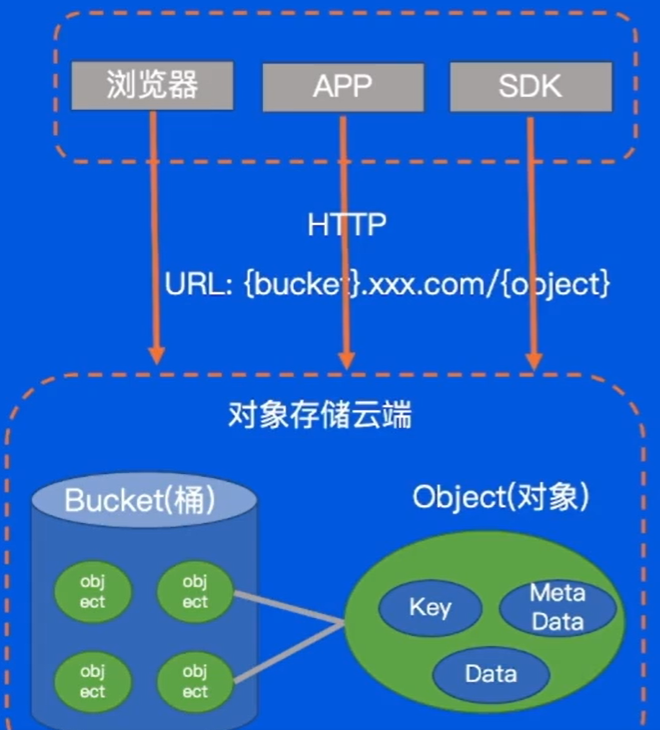 浏览器
APP
SDK
HTTP
URL: {bucket}.xxx.com/{object}
对象存储云端
Bucket(桶)
Object(对象)
obj
ect
obj
ect
Key
Meta
Data
obj
ect
obj
ect
Data